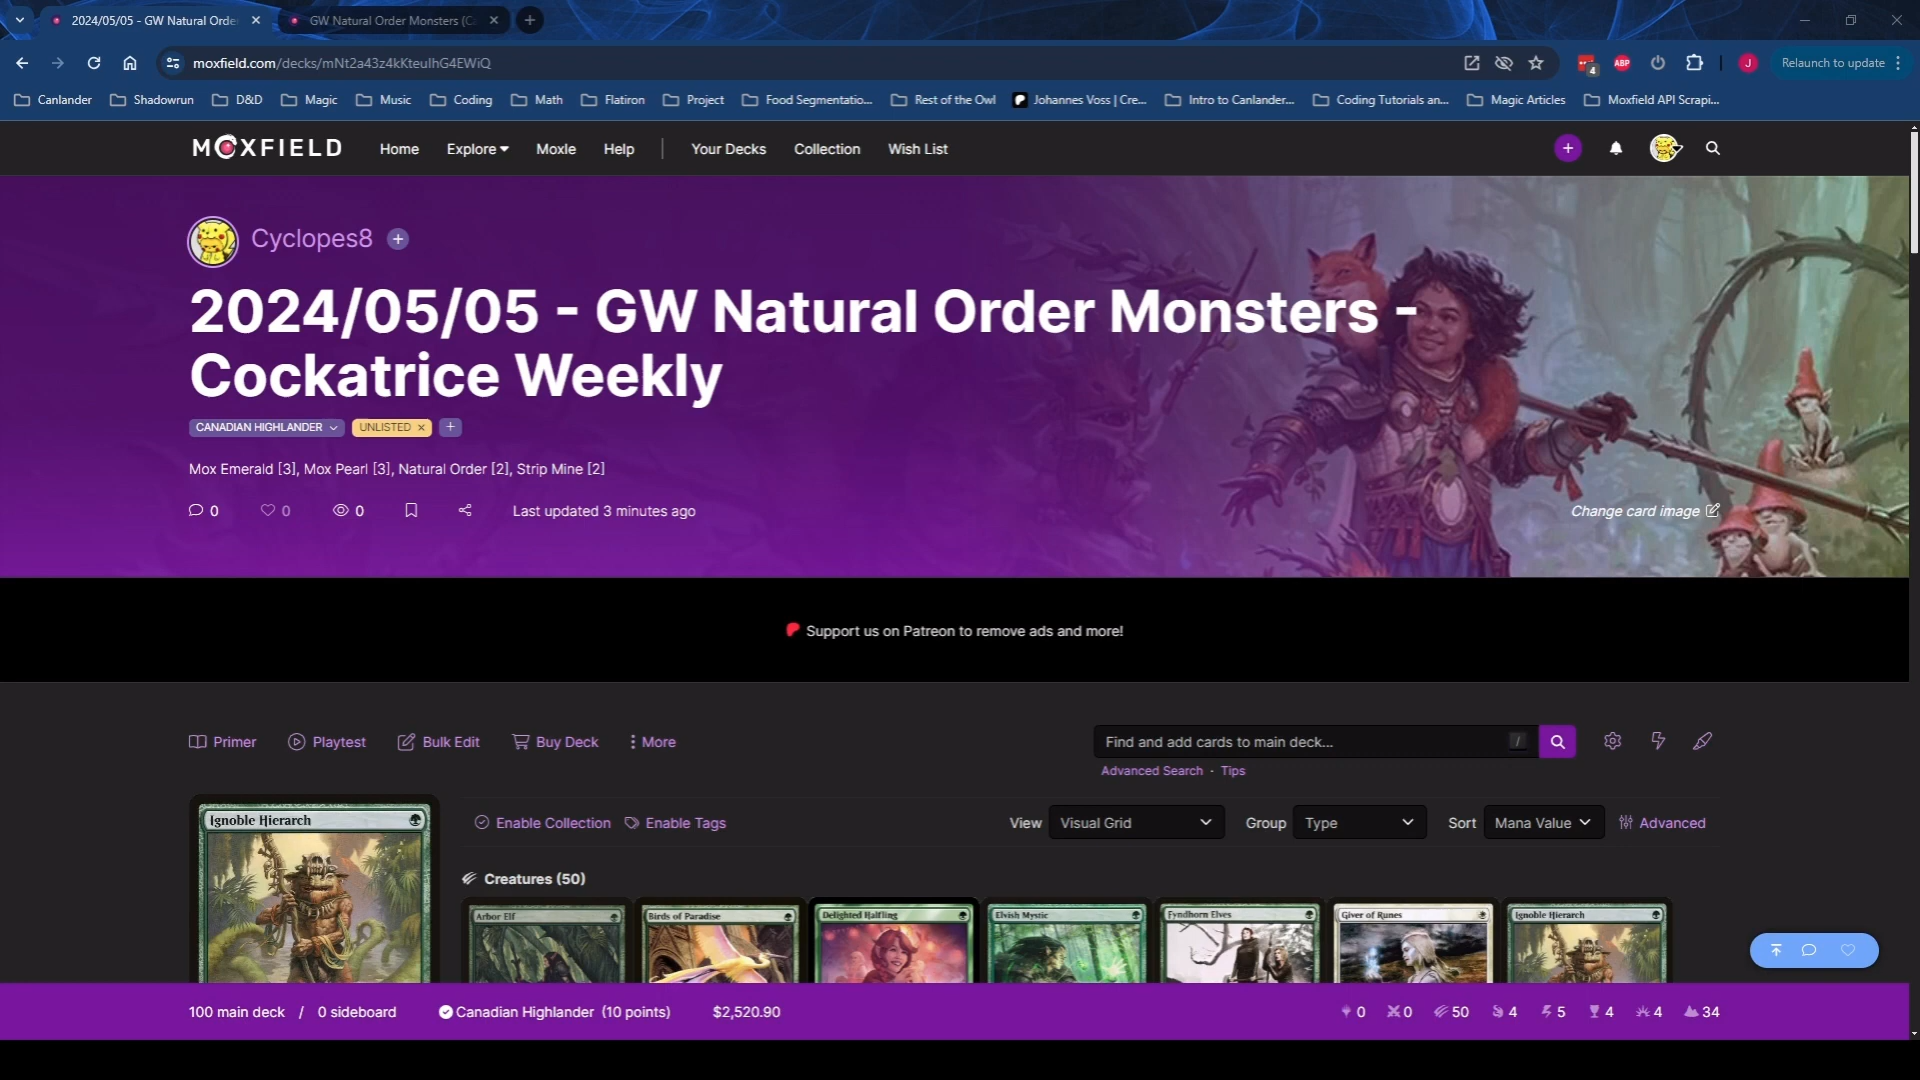 2024/05/05 - GW Natural Orde
GW Natural Order Monsters (C
moxfield.com/decks/mNt2a43z4kKteuIhG4EWiQ
4
ABP
J
Relaunch to update
Canlander
Shadowrun
D&D
Magic
Music
Coding
Math
Flatiron
Project
Food Segmentatio...
Rest of the Owl
Johannes Voss | Cre...
Intro to Canlander...
Coding Tutorials an...
Magic Articles
Moxfield API Scrapi...
MOXFIELD
Home
Explore
Moxle
Help
Your Decks
Collection
Wish List
Cyclopes8
2024/05/05 - GW Natural Order Monsters -
Cockatrice Weekly
CANADIAN HIGHLANDER
UNLISTED
Mox Emerald [3], Mox Pearl [3], Natural Order [2], Strip Mine [2]
0
0
0
Last updated 3 minutes ago
Change card image
Support us on Patreon to remove ads and more!
Primer
Playtest
Bulk Edit
Buy Deck
More
Find and add cards to main deck...
/
Advanced Search - Tips
Ignoble Hierarch
Enable Collection
Enable Tags
View
Visual Grid
Group
Type
Sort
Mana Value
Advanced
Creatures (50)
Arbor Elf
Birds of Paradise
Delighted Halfling
Elvish Mystic
Fyndhorn Elves
Giver of Runes
Ignoble Hierarch
100 main deck / 0 sideboard
Canadian Highlander (10 points)
$2,520.90
0
0
50
4
5
4
4
34